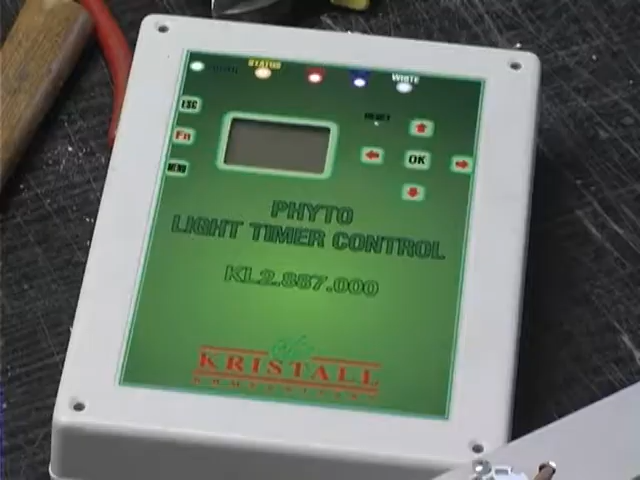 STATUS
WHITE
RESET
ESC
Fn
OK
PHYTO
LIGHT TIMER CONTROL
KL2.887.000
KRISTALL